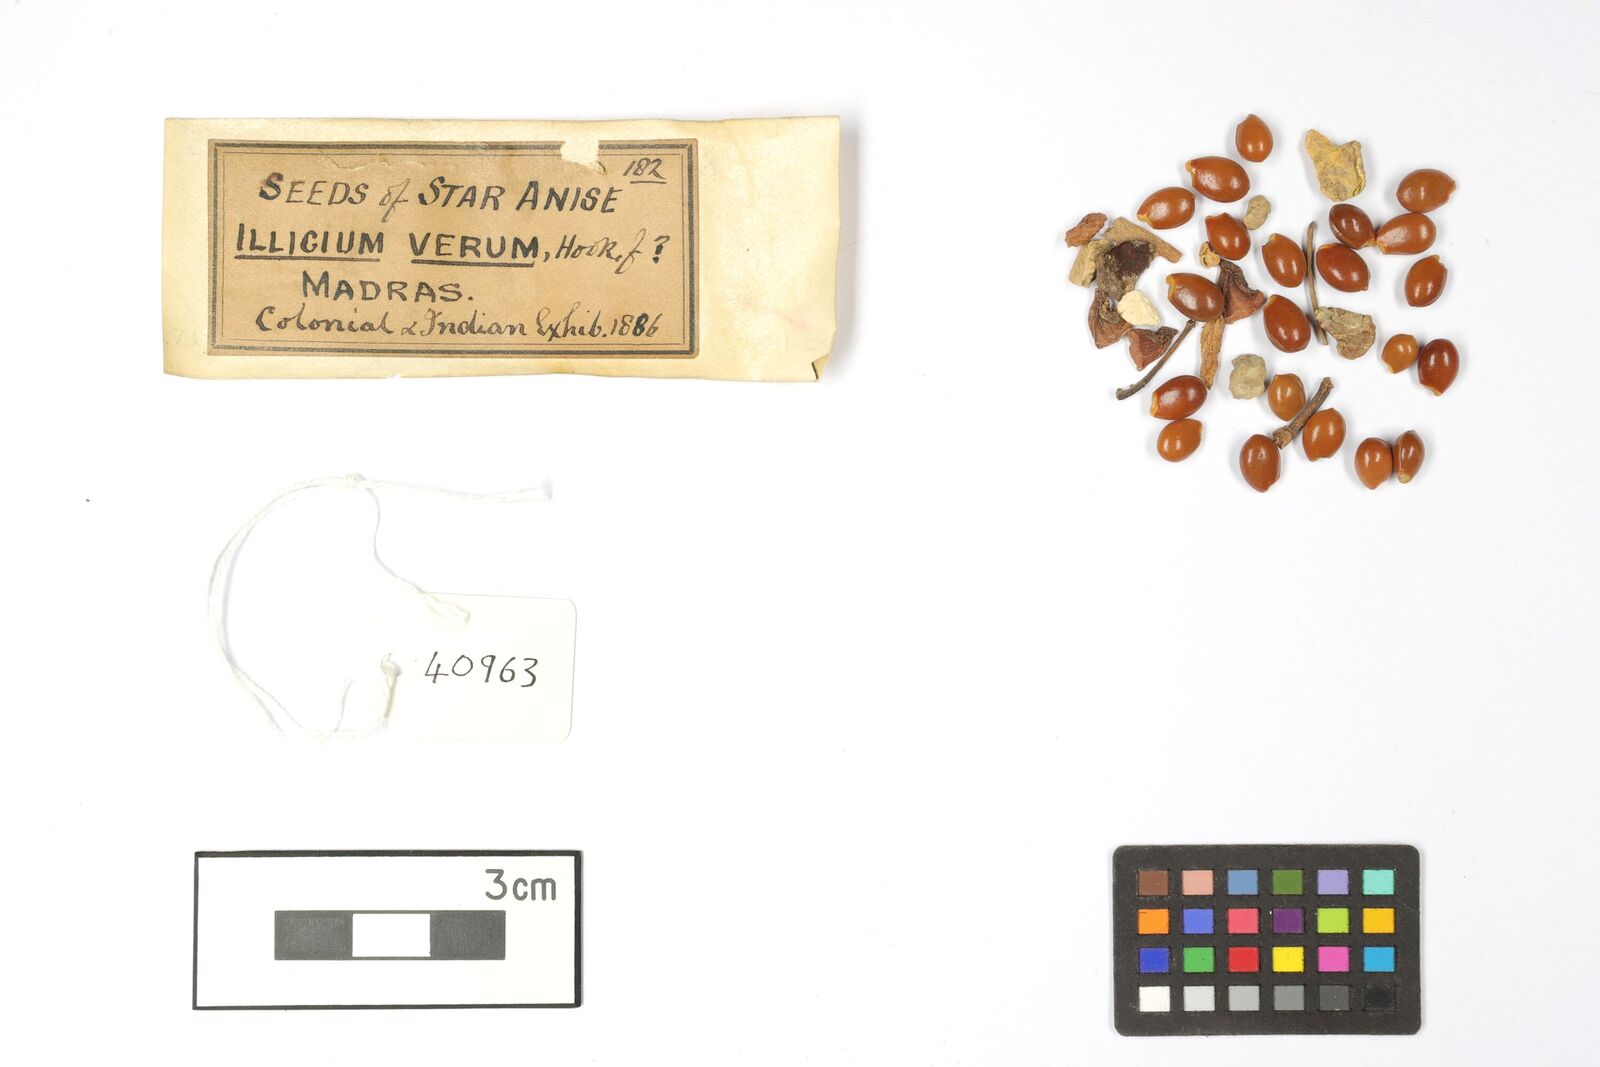 182
SEEDS of STAR ANISE
ILLICIUM VERUM, Hook. f ?
MADRAS.
Colonial & Indian Exhib. 1886
40963
3cm